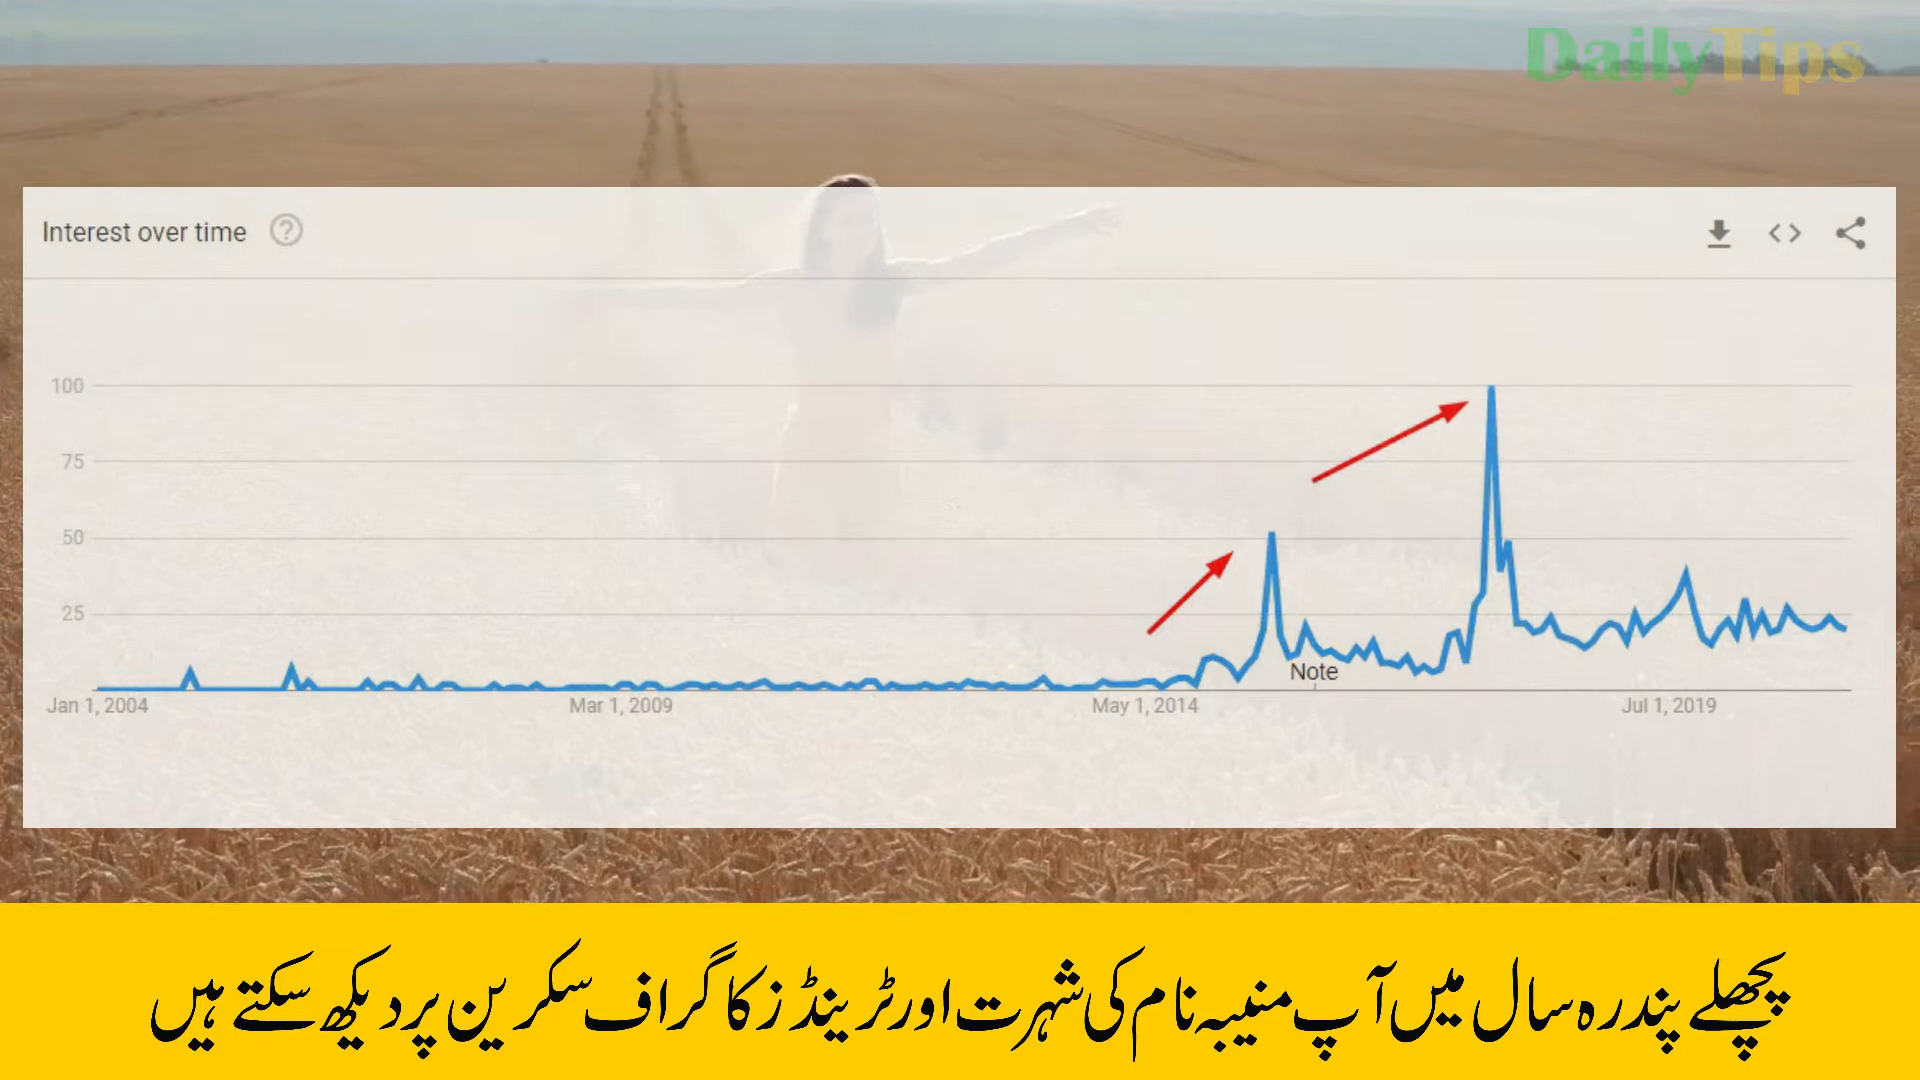 DailyTips
Interest over time
100
75
50
25
Note
Jan 1, 2004 Mar 1, 2009 May 1, 2014 Jul 1, 2019
پچھلے پندرہ سال میں آپ منیبہ نام کی شہرت اور ٹرینڈز کا گراف سکرین پر دیکھ سکتے ہیں